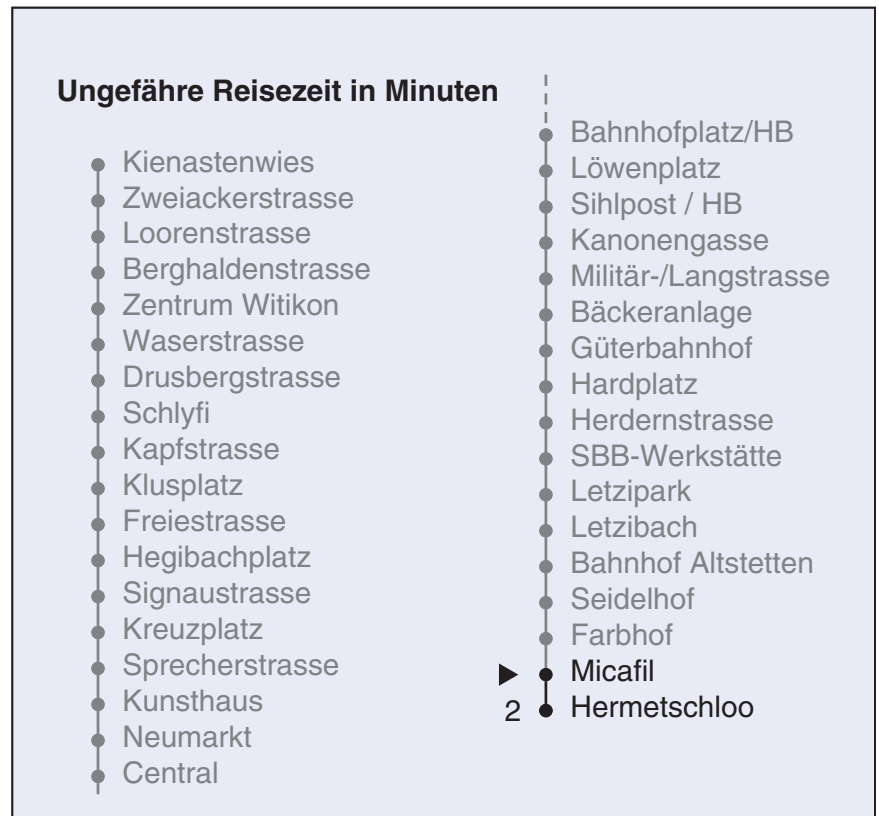 Ungefähre Reisezeit in Minuten
Kienastenwies
Zweiackerstrasse
Loorenstrasse
Berghaldenstrasse
Zentrum Witikon
Waserstrasse
Drusbergstrasse
Schlyfi
Kapfstrasse
Klusplatz
Freiestrasse
Hegibachplatz
Signaustrasse
Kreuzplatz
Sprecherstrasse
Kunsthaus
Neumarkt
Central
Bahnhofplatz/HB
Löwenplatz
Sihlpost / HB
Kanonengasse
Militär-/Langstrasse
Bäckeranlage
Güterbahnhof
Hardplatz
Herdernstrasse
SBB-Werkstätte
Letzipark
Letzibach
Bahnhof Altstetten
Seidelhof
Farbhof
Micafil
2 Hermetschloo